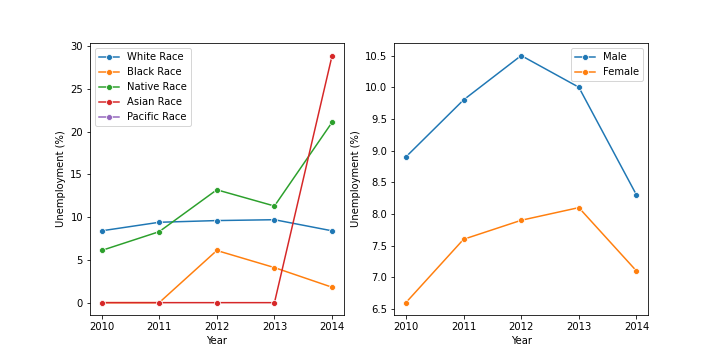 30
25
20
15
10
5
0
Unemployment (%)
White Race
Black Race
Native Race
Asian Race
Pacific Race
2010 2011 2012 2013 2014
Year
10.5
10.0
9.5
9.0
8.5
8.0
7.5
7.0
6.5
Unemployment (%)
Male
Female
2010 2011 2012 2013 2014
Year